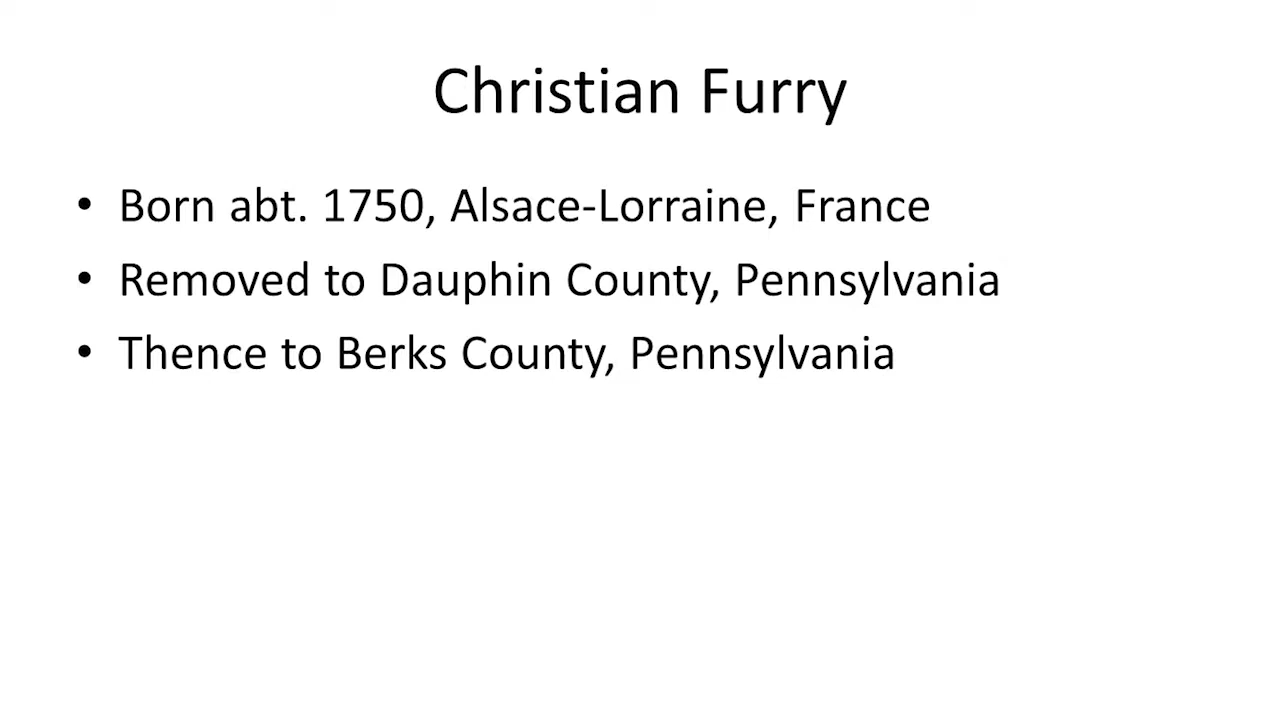 Christian Furry
• Born abt. 1750, Alsace-Lorraine, France
• Removed to Dauphin County, Pennsylvania
• Thence to Berks County, Pennsylvania